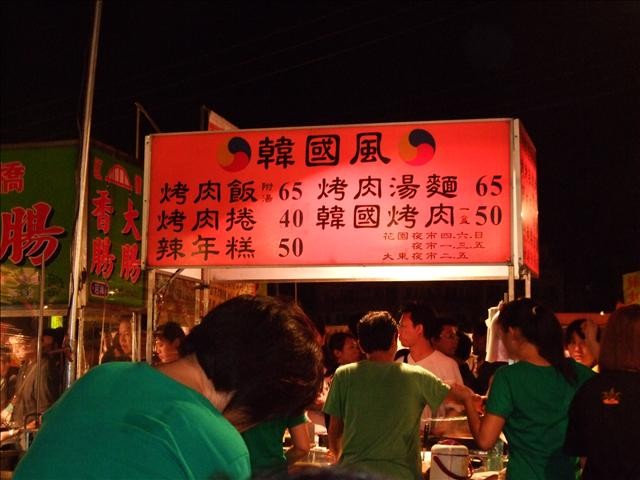 韓國風
烤肉飯 附湯 65 烤肉湯麵 65
烤肉捲 40 韓國烤肉 一支 50
辣年糕 50
花園夜市 四.六.日
夜市 一.三.五
大東夜市 二.五
大腸
香腸
腸